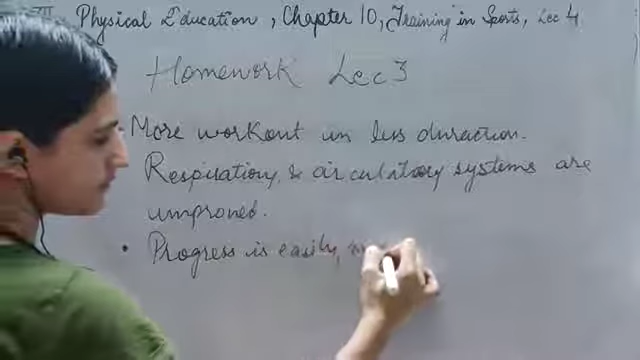 Physical Education, Chapter 10, Training in Sports, Lec 4
Homework Lec 3
More workout in less duraction.
Respiratory & circulatory systems are
improved.
• Progress is easily